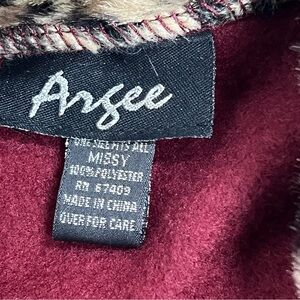 Argee
ONE SIZE FITS ALL
MISSY
100% POLYESTER
RN 67409
MADE IN CHINA
OVER FOR CARE